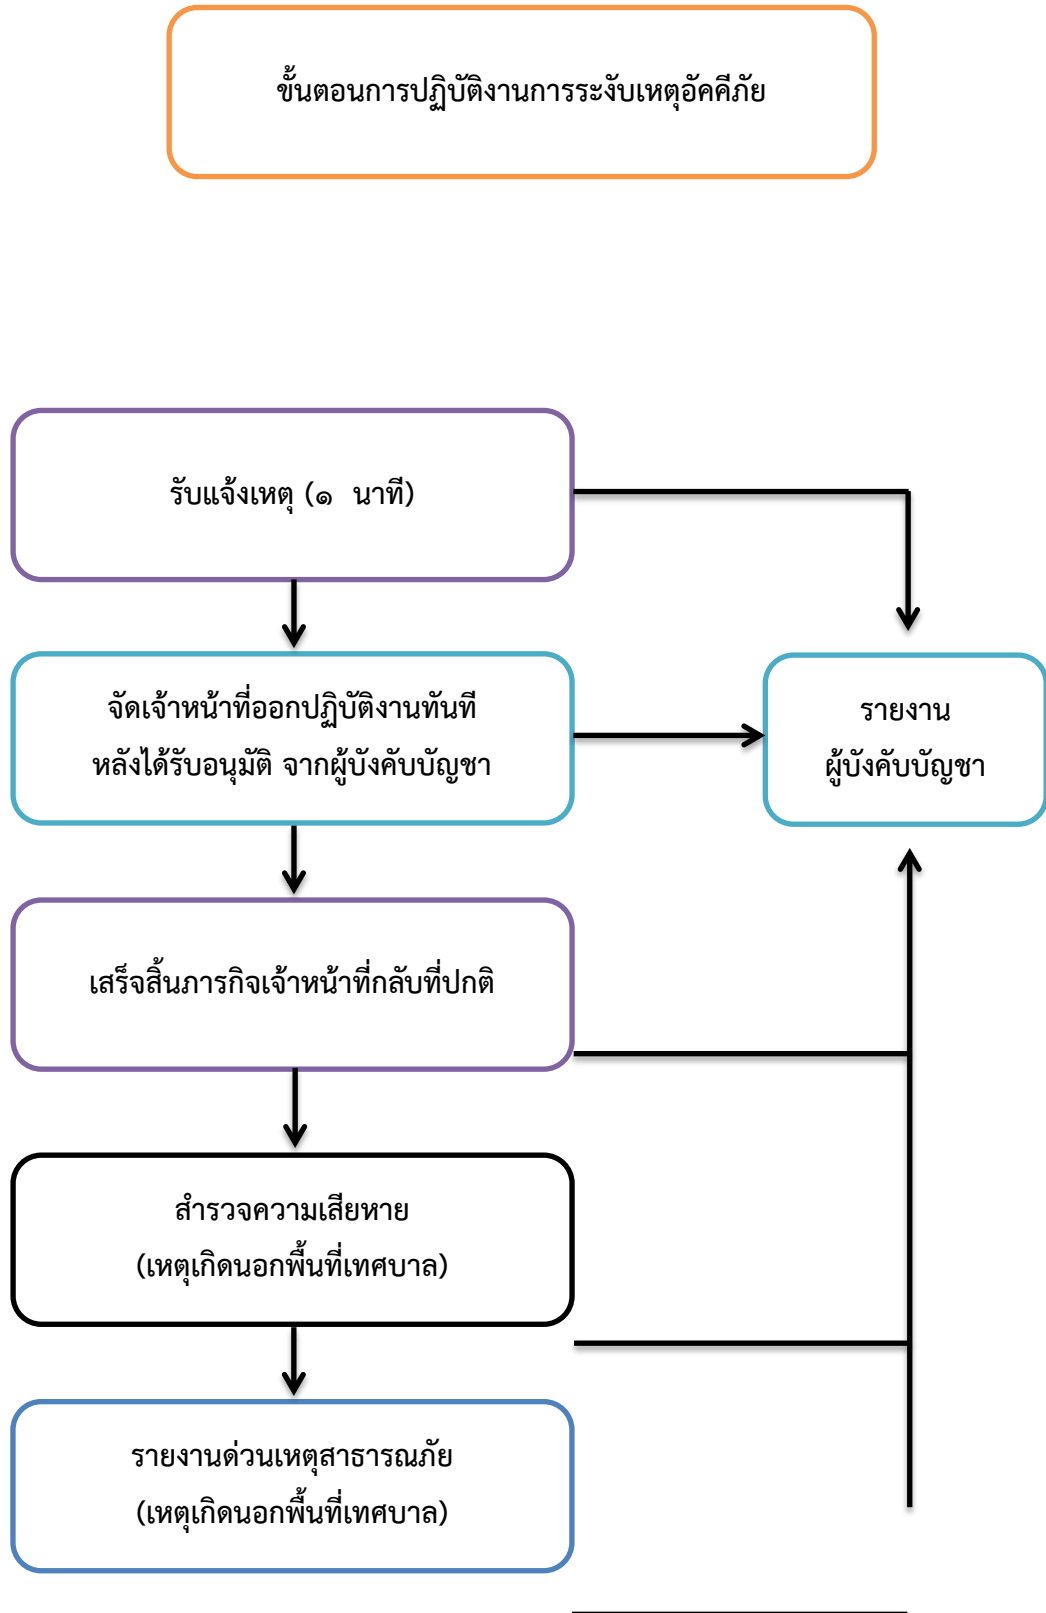 ขั้นตอนการปฏิบัติงานการระงับเหตุอัคคีภัย
รับแจ้งเหตุ (๑ นาที)
จัดเจ้าหน้าที่ออกปฏิบัติงานทันที
หลังได้รับอนุมัติ จากผู้บังคับบัญชา
รายงาน
ผู้บังคับบัญชา
เสร็จสิ้นภารกิจเจ้าหน้าที่กลับที่ปกติ
สำรวจความเสียหาย
(เหตุเกิดนอกพื้นที่เทศบาล)
รายงานด่วนเหตุสาธารณภัย
(เหตุเกิดนอกพื้นที่เทศบาล)